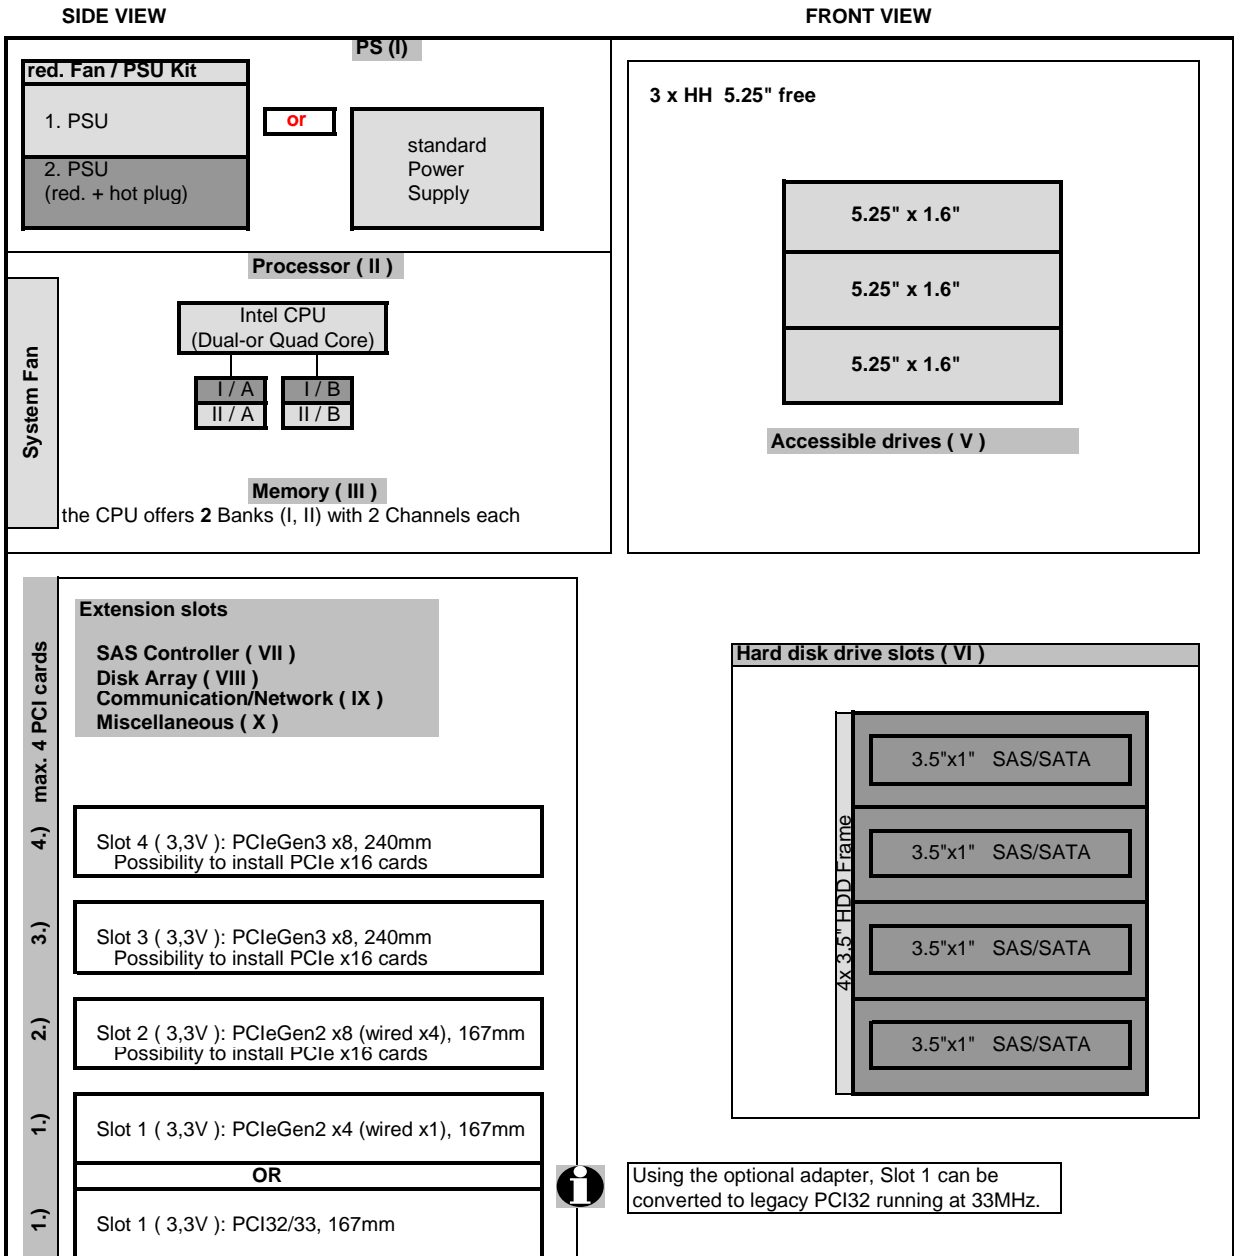 SIDE VIEW
FRONT VIEW
PS (I)
red. Fan / PSU Kit
1. PSU
or
2. PSU
(red. + hot plug)
standard
Power
Supply
3 x HH 5.25" free
5.25" x 1.6"
5.25" x 1.6"
5.25" x 1.6"
Accessible drives ( V )
Processor ( II )
System Fan
Intel CPU
(Dual-or Quad Core)
I / A
I / B
II / A
II / B
Memory ( III )
the CPU offers 2 Banks (I, II) with 2 Channels each
max. 4 PCI cards
Extension slots
SAS Controller ( VII )
Disk Array ( VIII )
Communication/Network ( IX )
Miscellaneous ( X )
4.)
Slot 4 ( 3,3V ): PCIeGen3 x8, 240mm
Possibility to install PCIe x16 cards
3.)
Slot 3 ( 3,3V ): PCIeGen3 x8, 240mm
Possibility to install PCIe x16 cards
2.)
Slot 2 ( 3,3V ): PCIeGen2 x8 (wired x4), 167mm
Possibility to install PCIe x16 cards
1.)
Slot 1 ( 3,3V ): PCIeGen2 x4 (wired x1), 167mm
OR
1.)
Slot 1 ( 3,3V ): PCI32/33, 167mm
Hard disk drive slots ( VI )
4x 3.5" HDD Frame
3.5"x1" SAS/SATA
3.5"x1" SAS/SATA
3.5"x1" SAS/SATA
3.5"x1" SAS/SATA
i
Using the optional adapter, Slot 1 can be
converted to legacy PCI32 running at 33MHz.